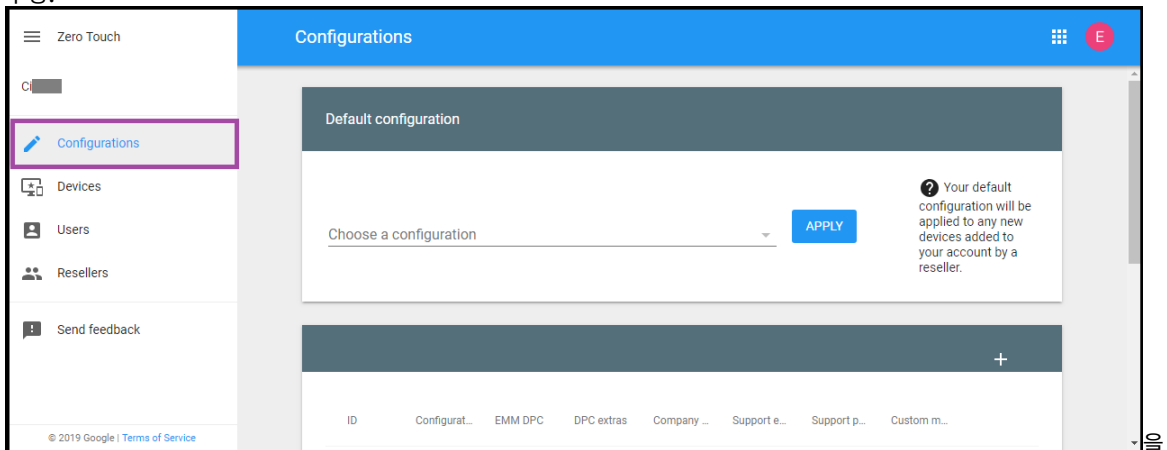 Zero Touch
Configurations
E
Ci
Configurations
Devices
Users
Resellers
Send feedback
© 2019 Google | Terms of Service
Default configuration
Choose a configuration
APPLY
Your default
configuration will be
applied to any new
devices added to
your account by a
reseller.
ID Configurat... EMM DPC DPC extras Company ... Support e... Support p... Custom m...
을